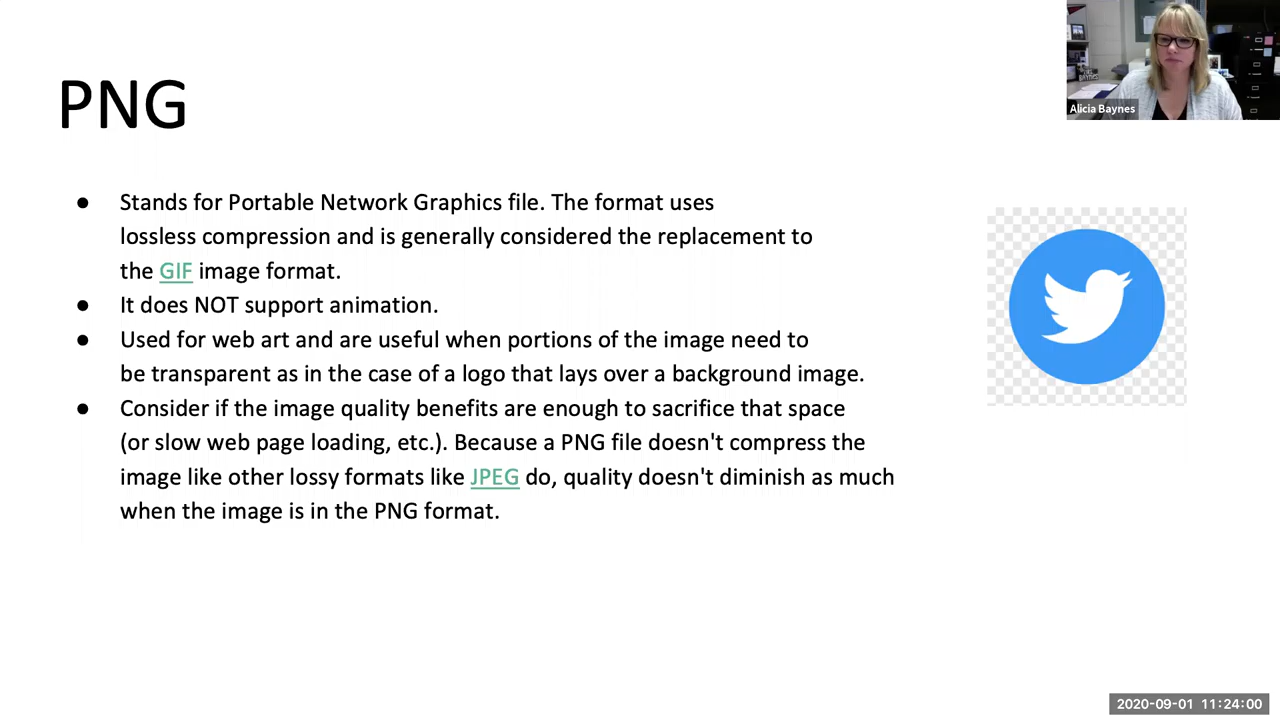 PNG
Alicia Baynes
● Stands for Portable Network Graphics file. The format uses
lossless compression and is generally considered the replacement to
the GIF image format.
● It does NOT support animation.
● Used for web art and are useful when portions of the image need to
be transparent as in the case of a logo that lays over a background image.
● Consider if the image quality benefits are enough to sacrifice that space
(or slow web page loading, etc.). Because a PNG file doesn't compress the
image like other lossy formats like JPEG do, quality doesn't diminish as much
when the image is in the PNG format.
2020-09-01 11:24:00